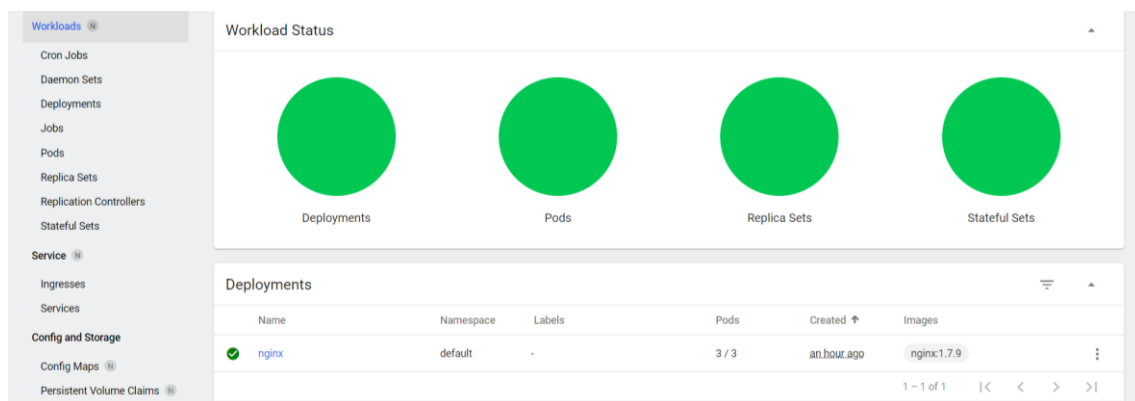 Workloads N
Cron Jobs
Daemon Sets
Deployments
Jobs
Pods
Replica Sets
Replication Controllers
Stateful Sets
Service N
Ingresses
Services
Config and Storage
Config Maps N
Persistent Volume Claims N
Workload Status
Deployments Pods Replica Sets Stateful Sets
Deployments
Name Namespace Labels Pods Created Images
nginx default - 3 / 3 an hour ago nginx:1.7.9
1 – 1 of 1